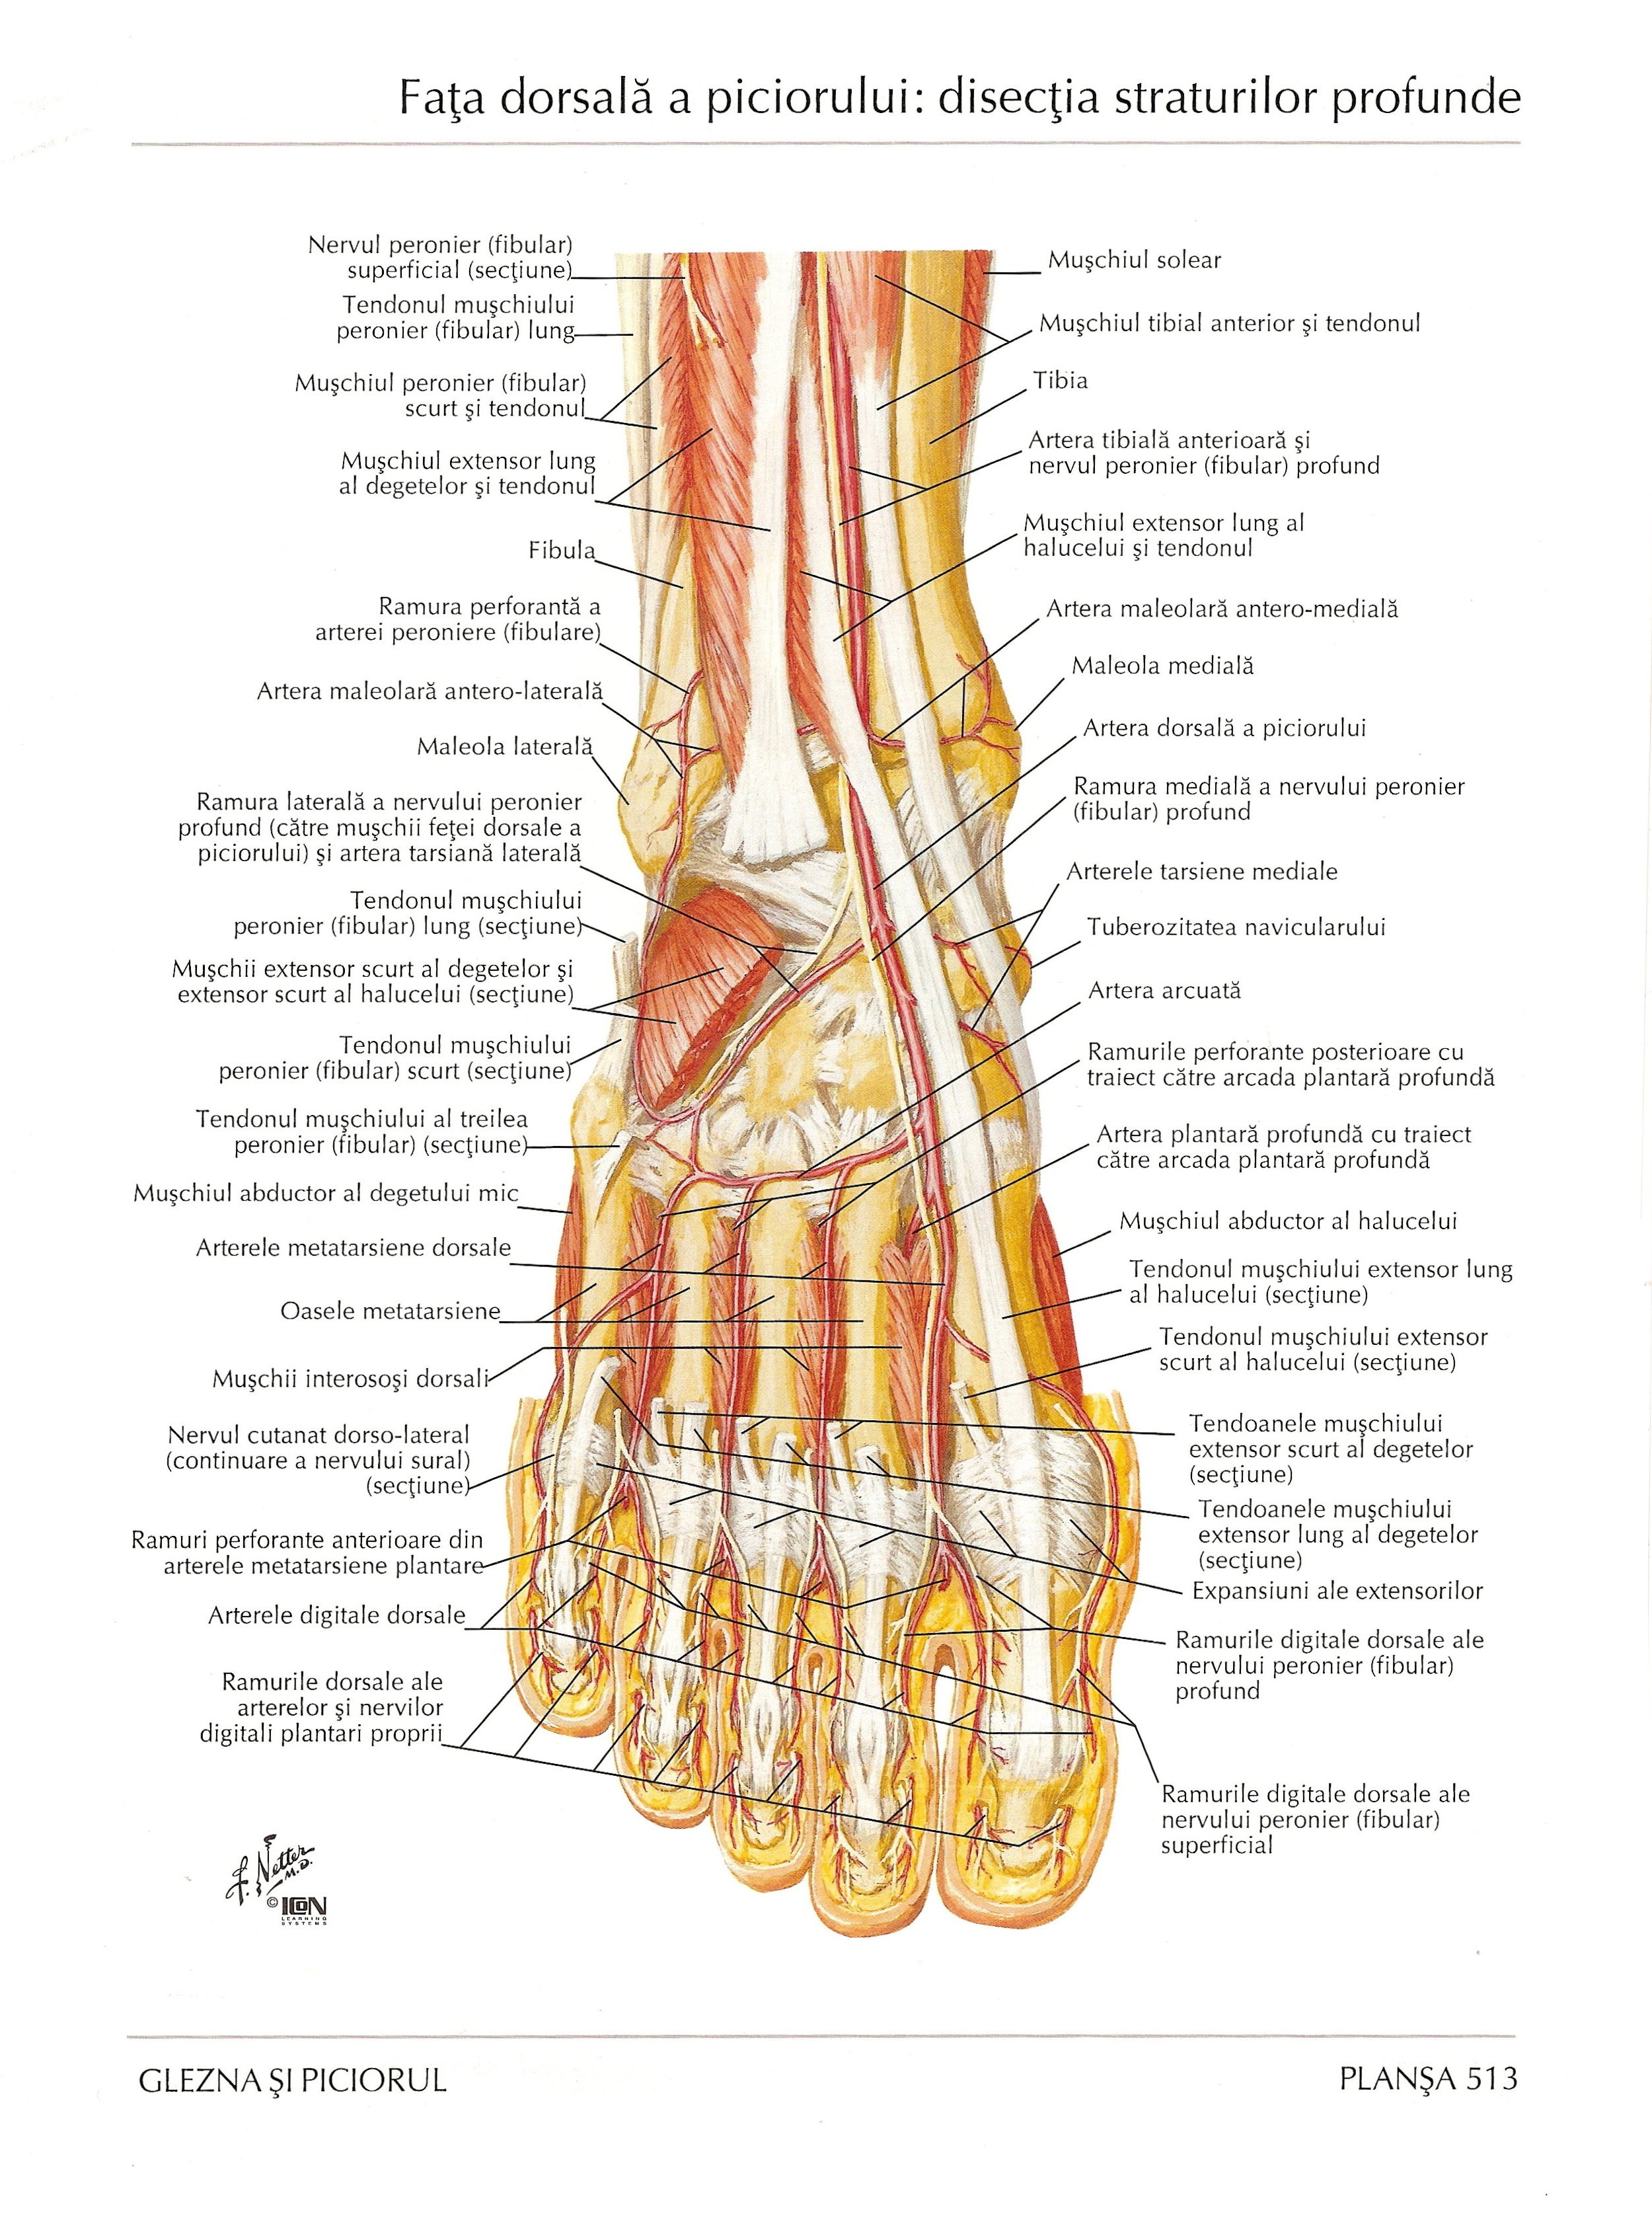 Faţa dorsală a piciorului: disecţia straturilor profunde
Nervul peronier (fibular)
superficial (secţiune)
Tendonul muşchiului
peronier (fibular) lung
Muşchiul peronier (fibular)
scurt şi tendonul
Muşchiul extensor lung
al degetelor şi tendonul
Fibula
Ramura perforantă a
arterei peroniere (fibulare)
Artera maleolară antero-laterală
Maleola laterală
Ramura laterală a nervului peronier
profund (către muşchii feţei dorsale a
piciorului) şi artera tarsiană laterală
Tendonul muşchiului
peronier (fibular) lung (secţiune)
Muşchii extensor scurt al degetelor şi
extensor scurt al halucelui (secţiune)
Tendonul muşchiului
peronier (fibular) scurt (secţiune)
Tendonul muşchiului al treilea
peronier (fibular) (secţiune)
Muşchiul abductor al degetului mic
Arterele metatarsiene dorsale
Oasele metatarsiene
Muşchii interosoşi dorsali
Nervul cutanat dorso-lateral
(continuare a nervului sural)
(secţiune)
Ramuri perforante anterioare din
arterele metatarsiene plantare
Arterele digitale dorsale
Ramurile dorsale ale
arterelor şi nervilor
digitali plantari proprii
Muşchiul solear
Muşchiul tibial anterior şi tendonul
Tibia
Artera tibială anterioară şi
nervul peronier (fibular) profund
Muşchiul extensor lung al
halucelui şi tendonul
Artera maleolară antero-medială
Maleola medială
Artera dorsală a piciorului
Ramura medială a nervului peronier
(fibular) profund
Arterele tarsiene mediale
Tuberozitatea navicularului
Artera arcuată
Ramurile perforante posterioare cu
traiect către arcada plantară profundă
Artera plantară profundă cu traiect
către arcada plantară profundă
Muşchiul abductor al halucelui
Tendonul muşchiului extensor lung
al halucelui (secţiune)
Tendonul muşchiului extensor
scurt al halucelui (secţiune)
Tendoanele muşchiului
extensor scurt al degetelor
(secţiune)
Tendoanele muşchiului
extensor lung al degetelor
(secţiune)
Expansiuni ale extensorilor
Ramurile digitale dorsale ale
nervului peronier (fibular)
profund
Ramurile digitale dorsale ale
nervului peronier (fibular)
superficial
F. Netter
M.D.
© ICON
LEARNING
SYSTEMS
GLEZNA ŞI PICIORUL
PLANŞA 513